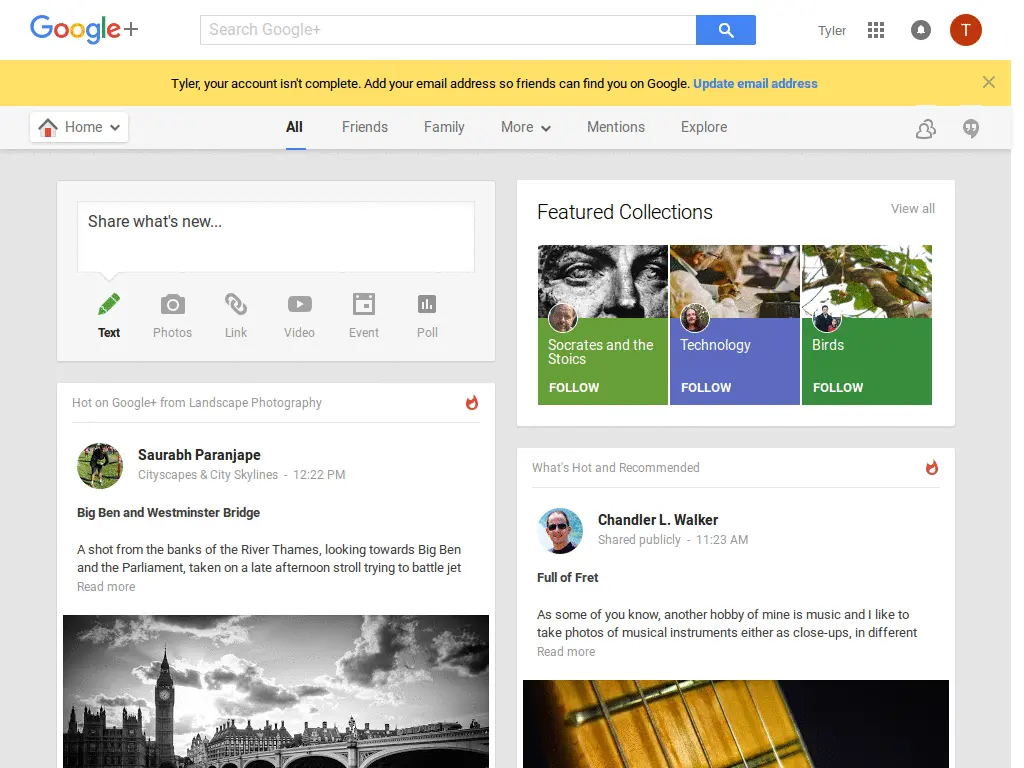 Google+
Search Google+
Tyler
T
Tyler, your account isn't complete. Add your email address so friends can find you on Google. Update email address
Home
All
Friends
Family
More
Mentions
Explore
Share what's new...
Text
Photos
Link
Video
Event
Poll
Featured Collections
View all
Socrates and the
Stoics
FOLLOW
Technology
FOLLOW
Birds
FOLLOW
Hot on Google+ from Landscape Photography
Saurabh Paranjape
Cityscapes & City Skylines - 12:22 PM
Big Ben and Westminster Bridge
A shot from the banks of the River Thames, looking towards Big Ben
and the Parliament, taken on a late afternoon stroll trying to battle jet
Read more
What's Hot and Recommended
Chandler L. Walker
Shared publicly - 11:23 AM
Full of Fret
As some of you know, another hobby of mine is music and I like to
take photos of musical instruments either as close-ups, in different
Read more